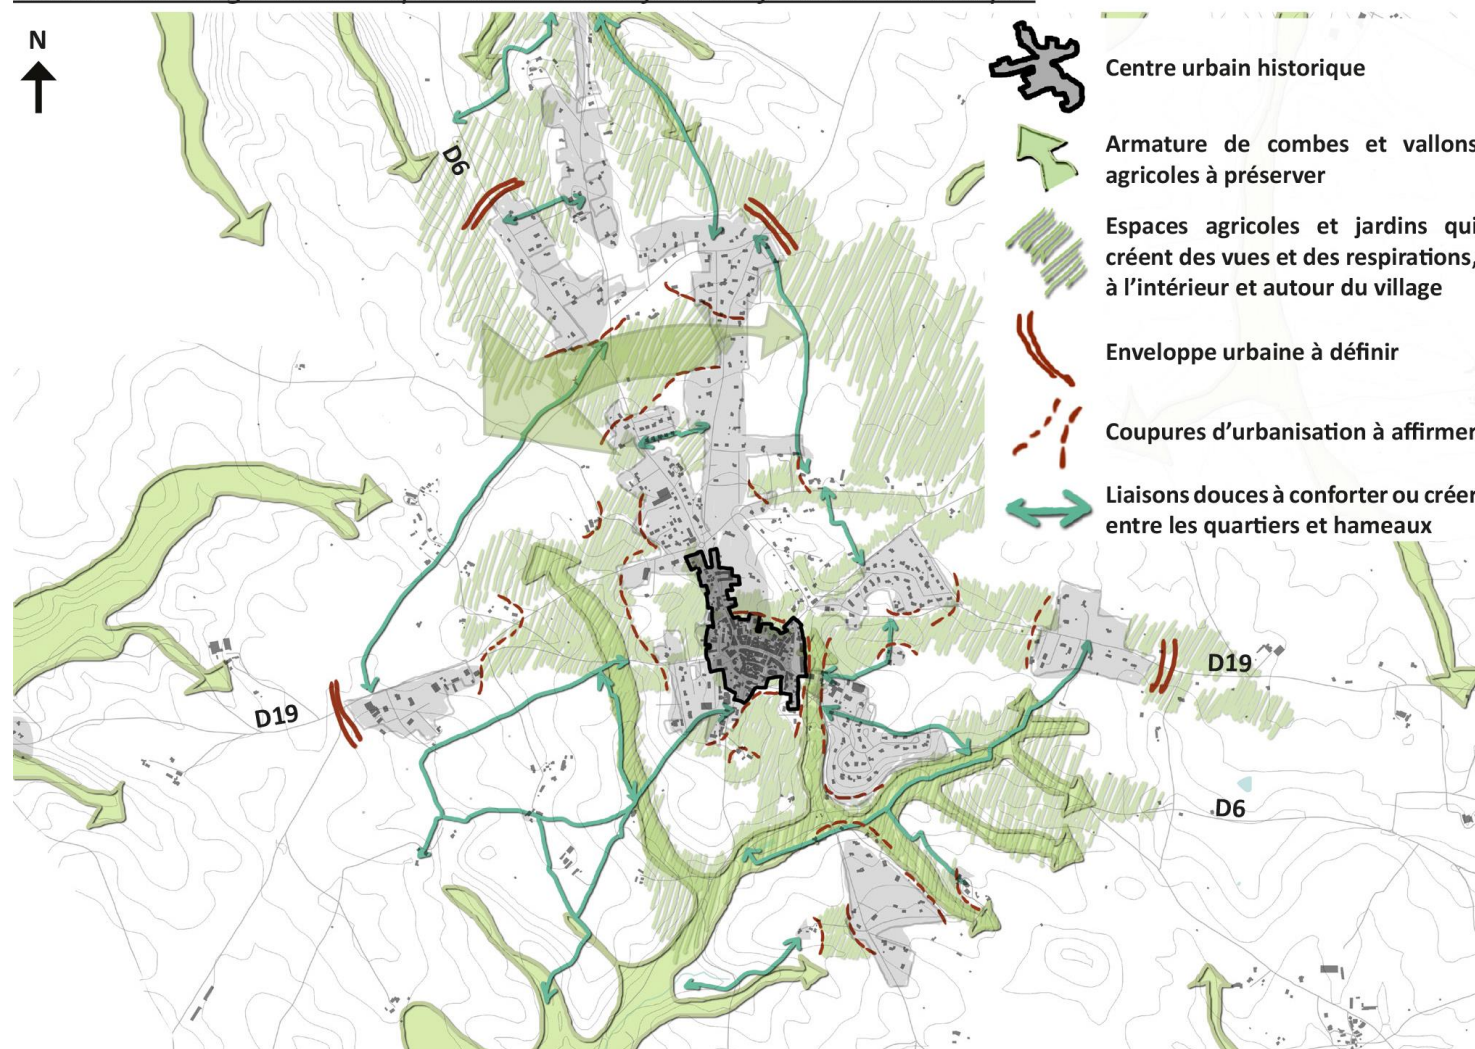 N
Centre urbain historique
Armature de combes et vallons
agricoles à préserver
Espaces agricoles et jardins qui
créent des vues et des respirations,
à l'intérieur et autour du village
Enveloppe urbaine à définir
Coupures d'urbanisation à affirmer
Liaisons douces à conforter ou créer
entre les quartiers et hameaux
D6
D19
D19
D6